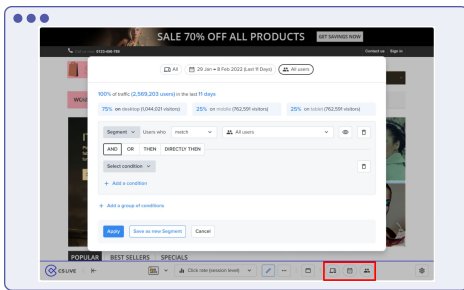 SALE 70% OFF ALL PRODUCTS
GET SAVINGS NOW
0123-456-789
Contact us Sign in
All
29 Jan → 8 Feb 2023 (Last 11 Days)
All users
100% of traffic (2,569,203 users) in the last 11 days
75% on desktop (1,044,021 visitors)
25% on mobile (762,591 visitors)
25% on tablet (762,591 visitors)
Segment
Users who
match
All users
AND OR THEN DIRECTLY THEN
Select condition
+ Add a condition
+ Add a group of conditions
Apply
Save as new Segment
Cancel
POPULAR BEST SELLERS SPECIALS
CS LIVE
Click rate (session level)